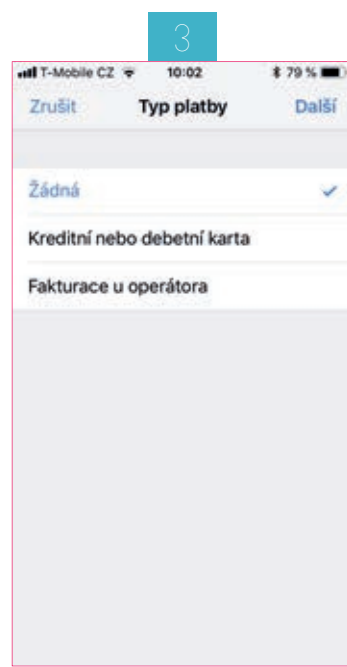 3
T-Mobile CZ 10:02 79 %
Zrušit Typ platby Další
Žádná
Kreditní nebo debetní karta
Fakturace u operátora